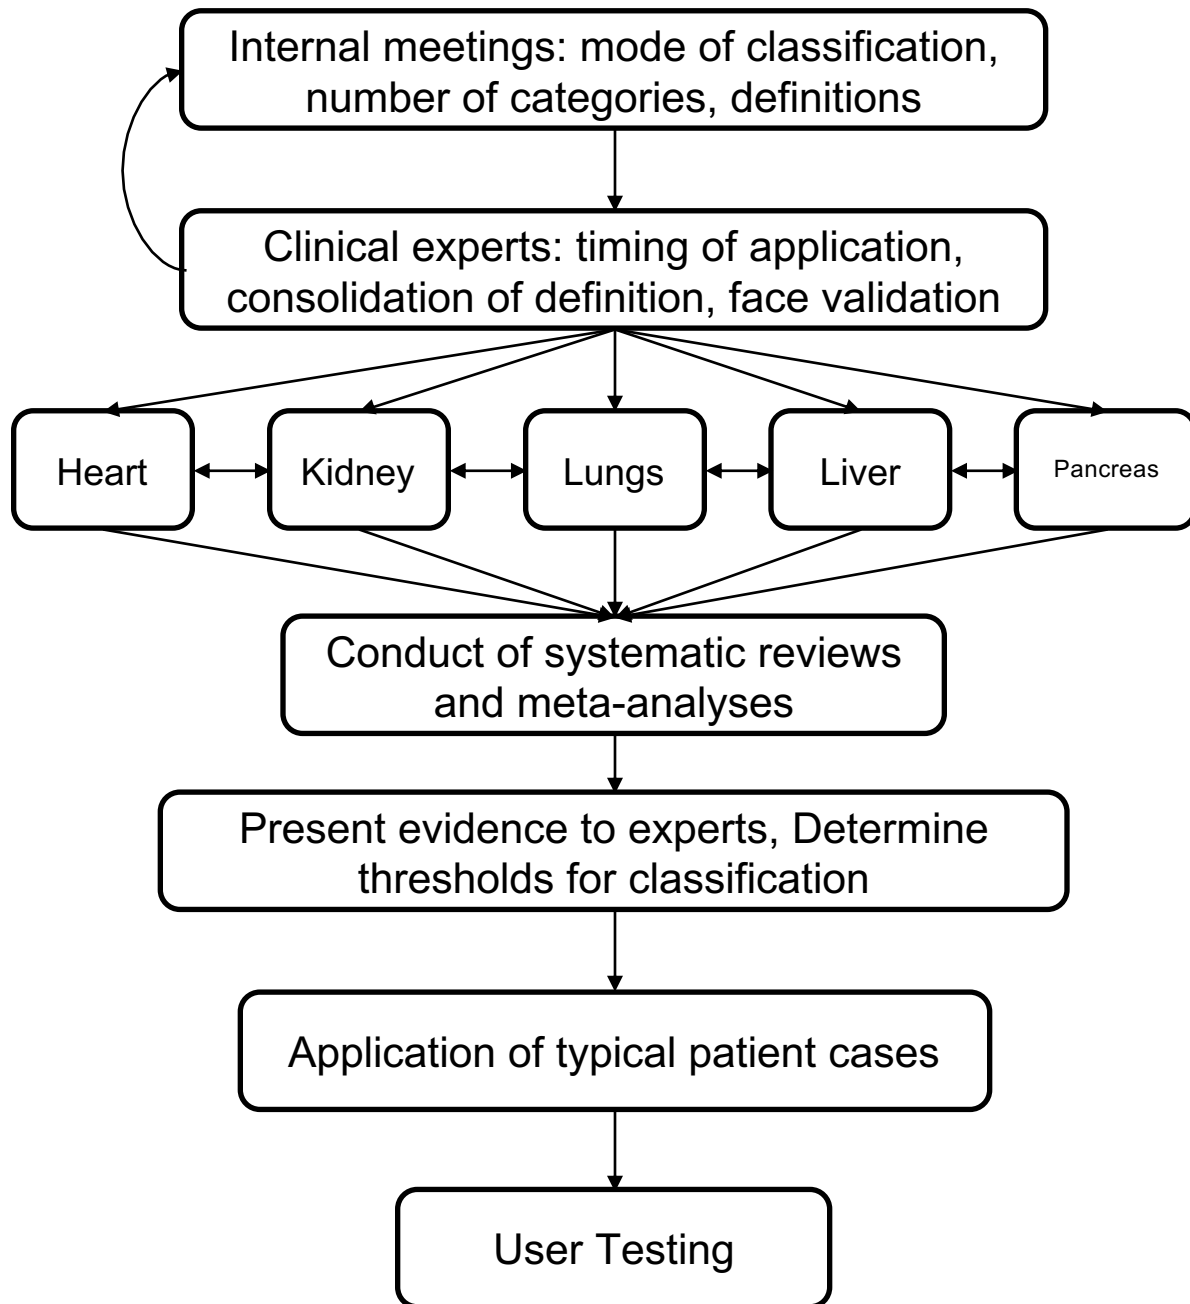 Internal meetings: mode of classification,
number of categories, definitions
Clinical experts: timing of application,
consolidation of definition, face validation
Heart
Kidney
Lungs
Liver
Pancreas
Conduct of systematic reviews
and meta-analyses
Present evidence to experts, Determine
thresholds for classification
Application of typical patient cases
User Testing